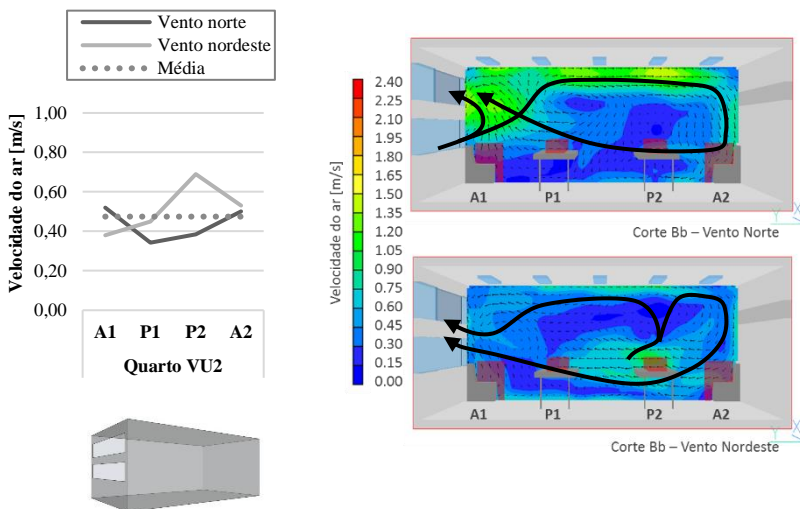 Vento norte
Vento nordeste
Média
Velocidade do ar [m/s]
1,00
0,80
0,60
0,40
0,20
0,00
A1 P1 P2 A2
Quarto VU2
Velocidade do ar [m/s]
2.40
2.25
2.10
1.95
1.80
1.65
1.50
1.35
1.20
1.05
0.90
0.75
0.60
0.45
0.30
0.15
0.00
A1 P1 P2 A2
Y X
Corte Bb – Vento Norte
A1 P1 P2 A2
Y X
Corte Bb – Vento Nordeste